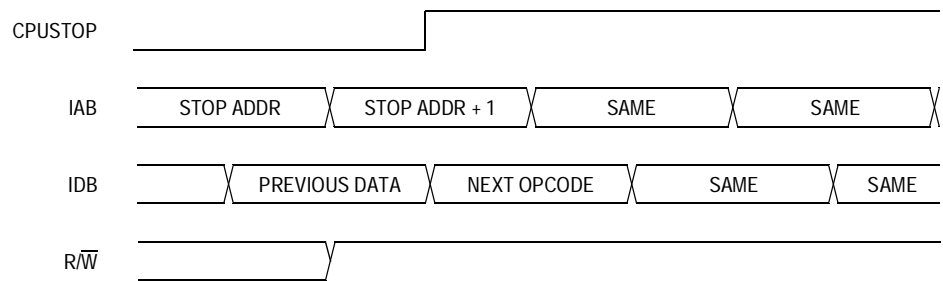 CPUSTOP
IAB STOP ADDR STOP ADDR + 1 SAME SAME
IDB PREVIOUS DATA NEXT OPCODE SAME SAME
R/W̅